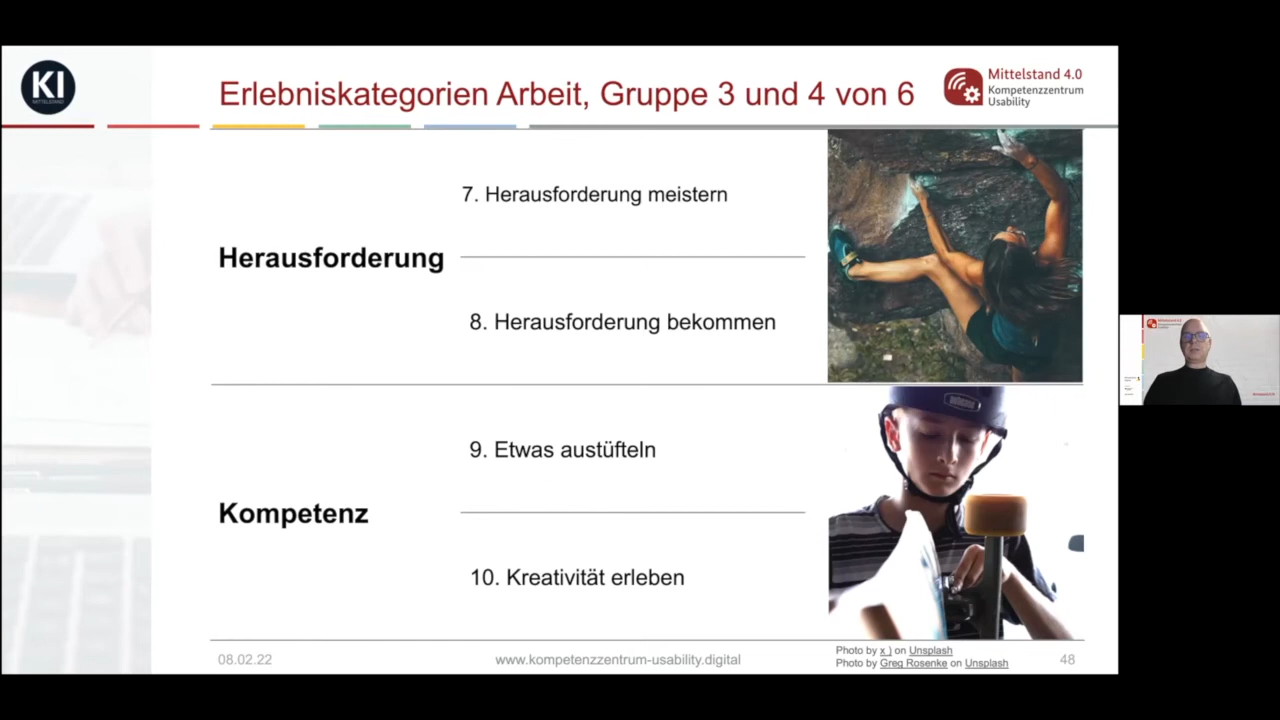 KI
MITTELSTAND
Erlebniskategorien Arbeit, Gruppe 3 und 4 von 6
Mittelstand 4.0
Kompetenzzentrum
Usability
7. Herausforderung meistern
Herausforderung
8. Herausforderung bekommen
9. Etwas austüfteln
Kompetenz
10. Kreativität erleben
08.02.22
www.kompetenzzentrum-usability.digital
Photo by x ) on Unsplash
Photo by Greg Rosenke on Unsplash
48